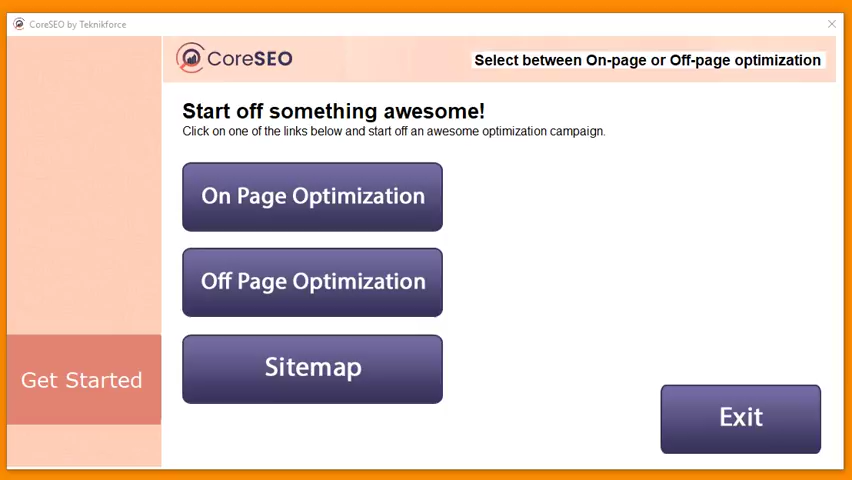 CoreSEO by Teknikforce
CoreSEO
Select between On-page or Off-page optimization
Start off something awesome!
Click on one of the links below and start off an awesome optimization campaign.
On Page Optimization
Off Page Optimization
Sitemap
Get Started
Exit